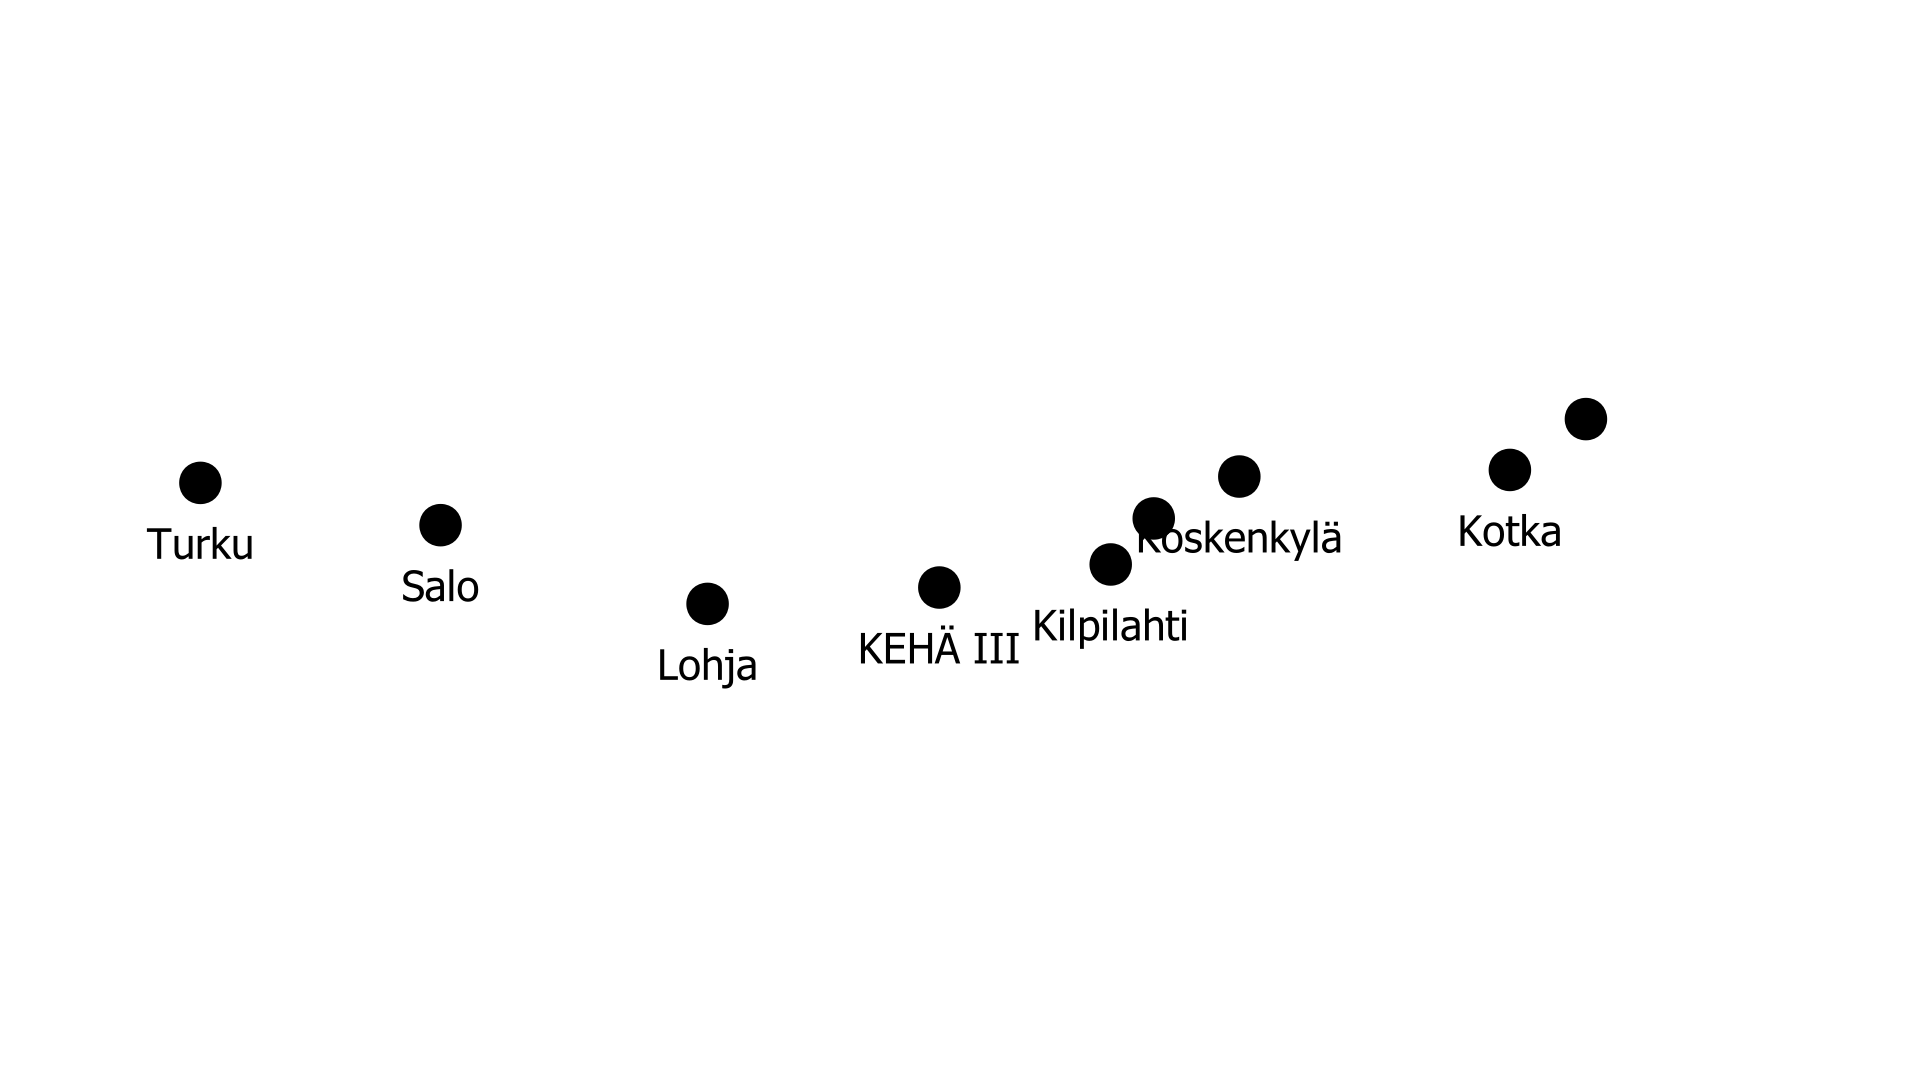 Turku
Salo
Lohja
KEHÄ III
Kilpilahti
Koskenkylä
Kotka